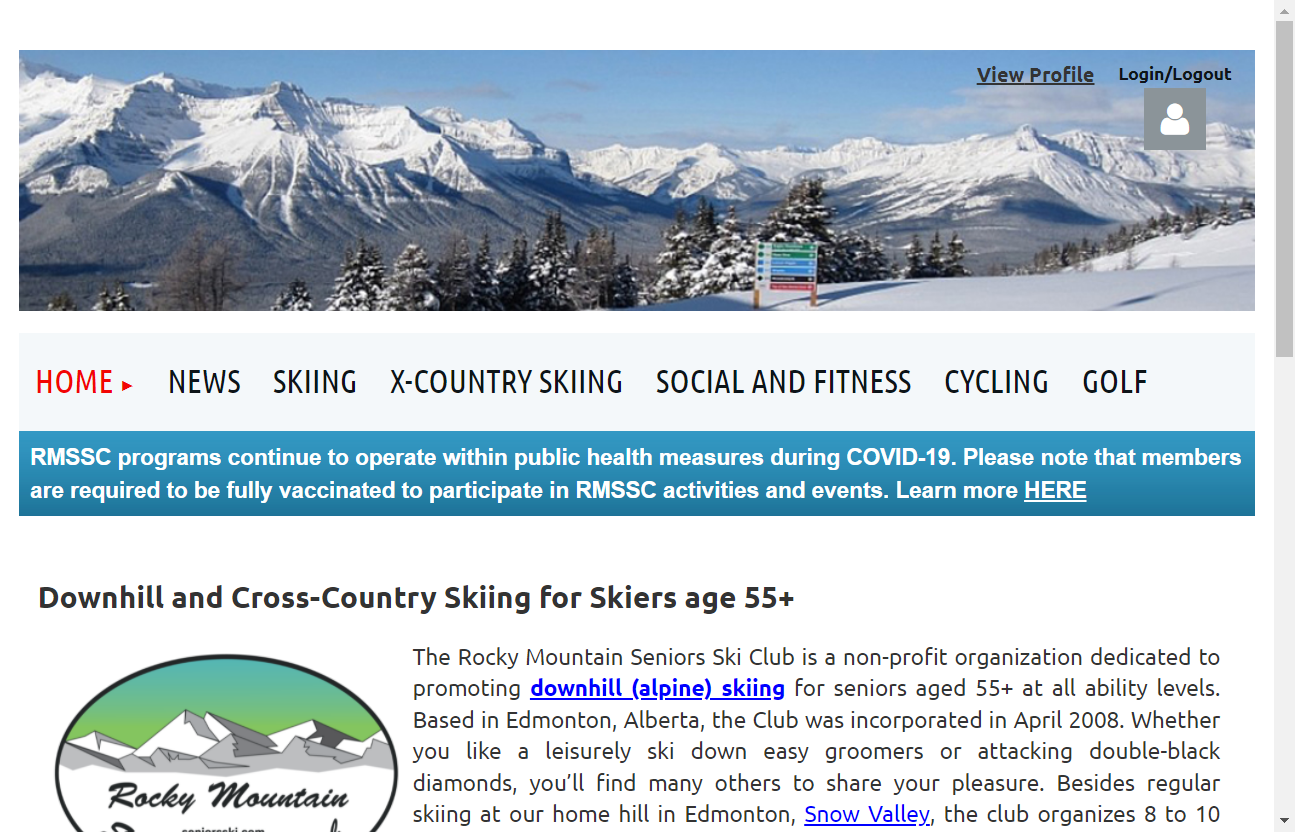 View Profile Login/Logout
HOME ▸ NEWS SKIING X-COUNTRY SKIING SOCIAL AND FITNESS CYCLING GOLF
RMSSC programs continue to operate within public health measures during COVID-19. Please note that members
are required to be fully vaccinated to participate in RMSSC activities and events. Learn more HERE
Downhill and Cross-Country Skiing for Skiers age 55+
The Rocky Mountain Seniors Ski Club is a non-profit organization dedicated to
promoting downhill (alpine) skiing for seniors aged 55+ at all ability levels.
Based in Edmonton, Alberta, the Club was incorporated in April 2008. Whether
you like a leisurely ski down easy groomers or attacking double-black
diamonds, you’ll find many others to share your pleasure. Besides regular
skiing at our home hill in Edmonton, Snow Valley, the club organizes 8 to 10
Rocky Mountain